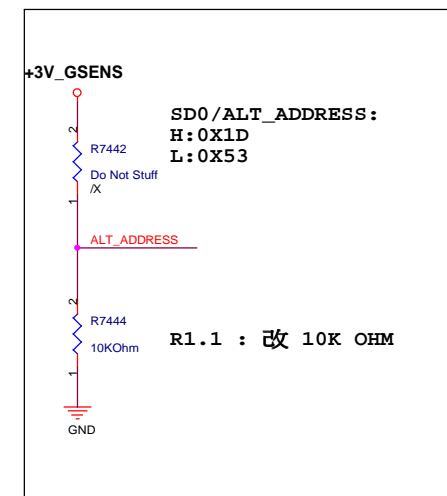 +3V_GSENS
SD0/ALT_ADDRESS:
H:0X1D
L:0X53
2
R7442
Do Not Stuff
/X
1
ALT_ADDRESS
2
R7444
10KOhm
R1.1 : 改 10K OHM
1
GND